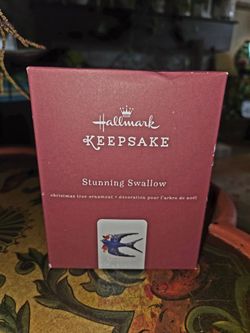 Hallmark
KEEPSAKE
Stunning Swallow
christmas tree ornament • décoration pour l'arbre de noël